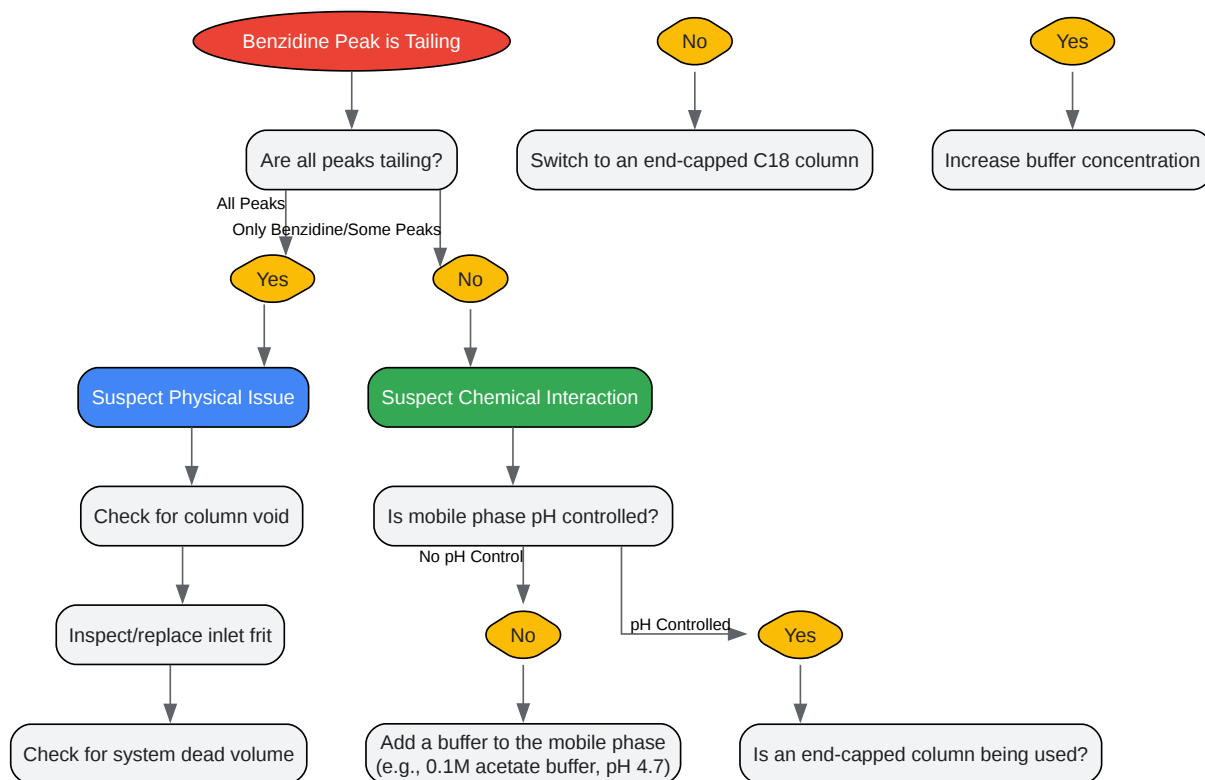 Benzidine Peak is Tailing
No
Yes
Are all peaks tailing?
Switch to an end-capped C18 column
Increase buffer concentration
All Peaks
Only Benzidine/Some Peaks
Yes
No
Suspect Physical Issue
Suspect Chemical Interaction
Check for column void
Is mobile phase pH controlled?
No pH Control
Inspect/replace inlet frit
No
pH Controlled
Yes
Check for system dead volume
Add a buffer to the mobile phase
(e.g., 0.1M acetate buffer, pH 4.7)
Is an end-capped column being used?